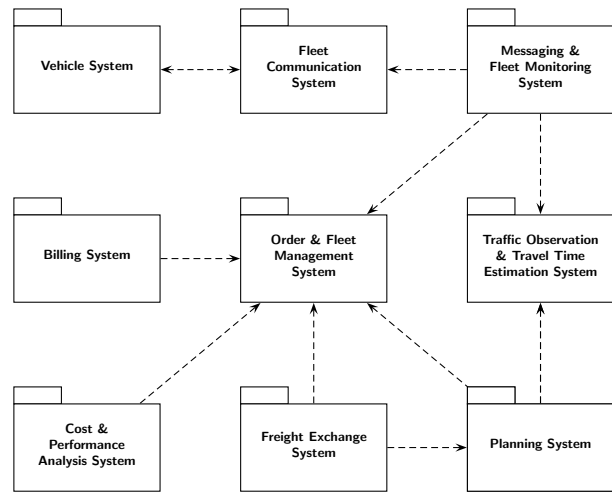 Vehicle System
Fleet
Communication
System
Messaging &
Fleet Monitoring
System
Billing System
Order & Fleet
Management
System
Traffic Observation
& Travel Time
Estimation System
Cost &
Performance
Analysis System
Freight Exchange
System
Planning System